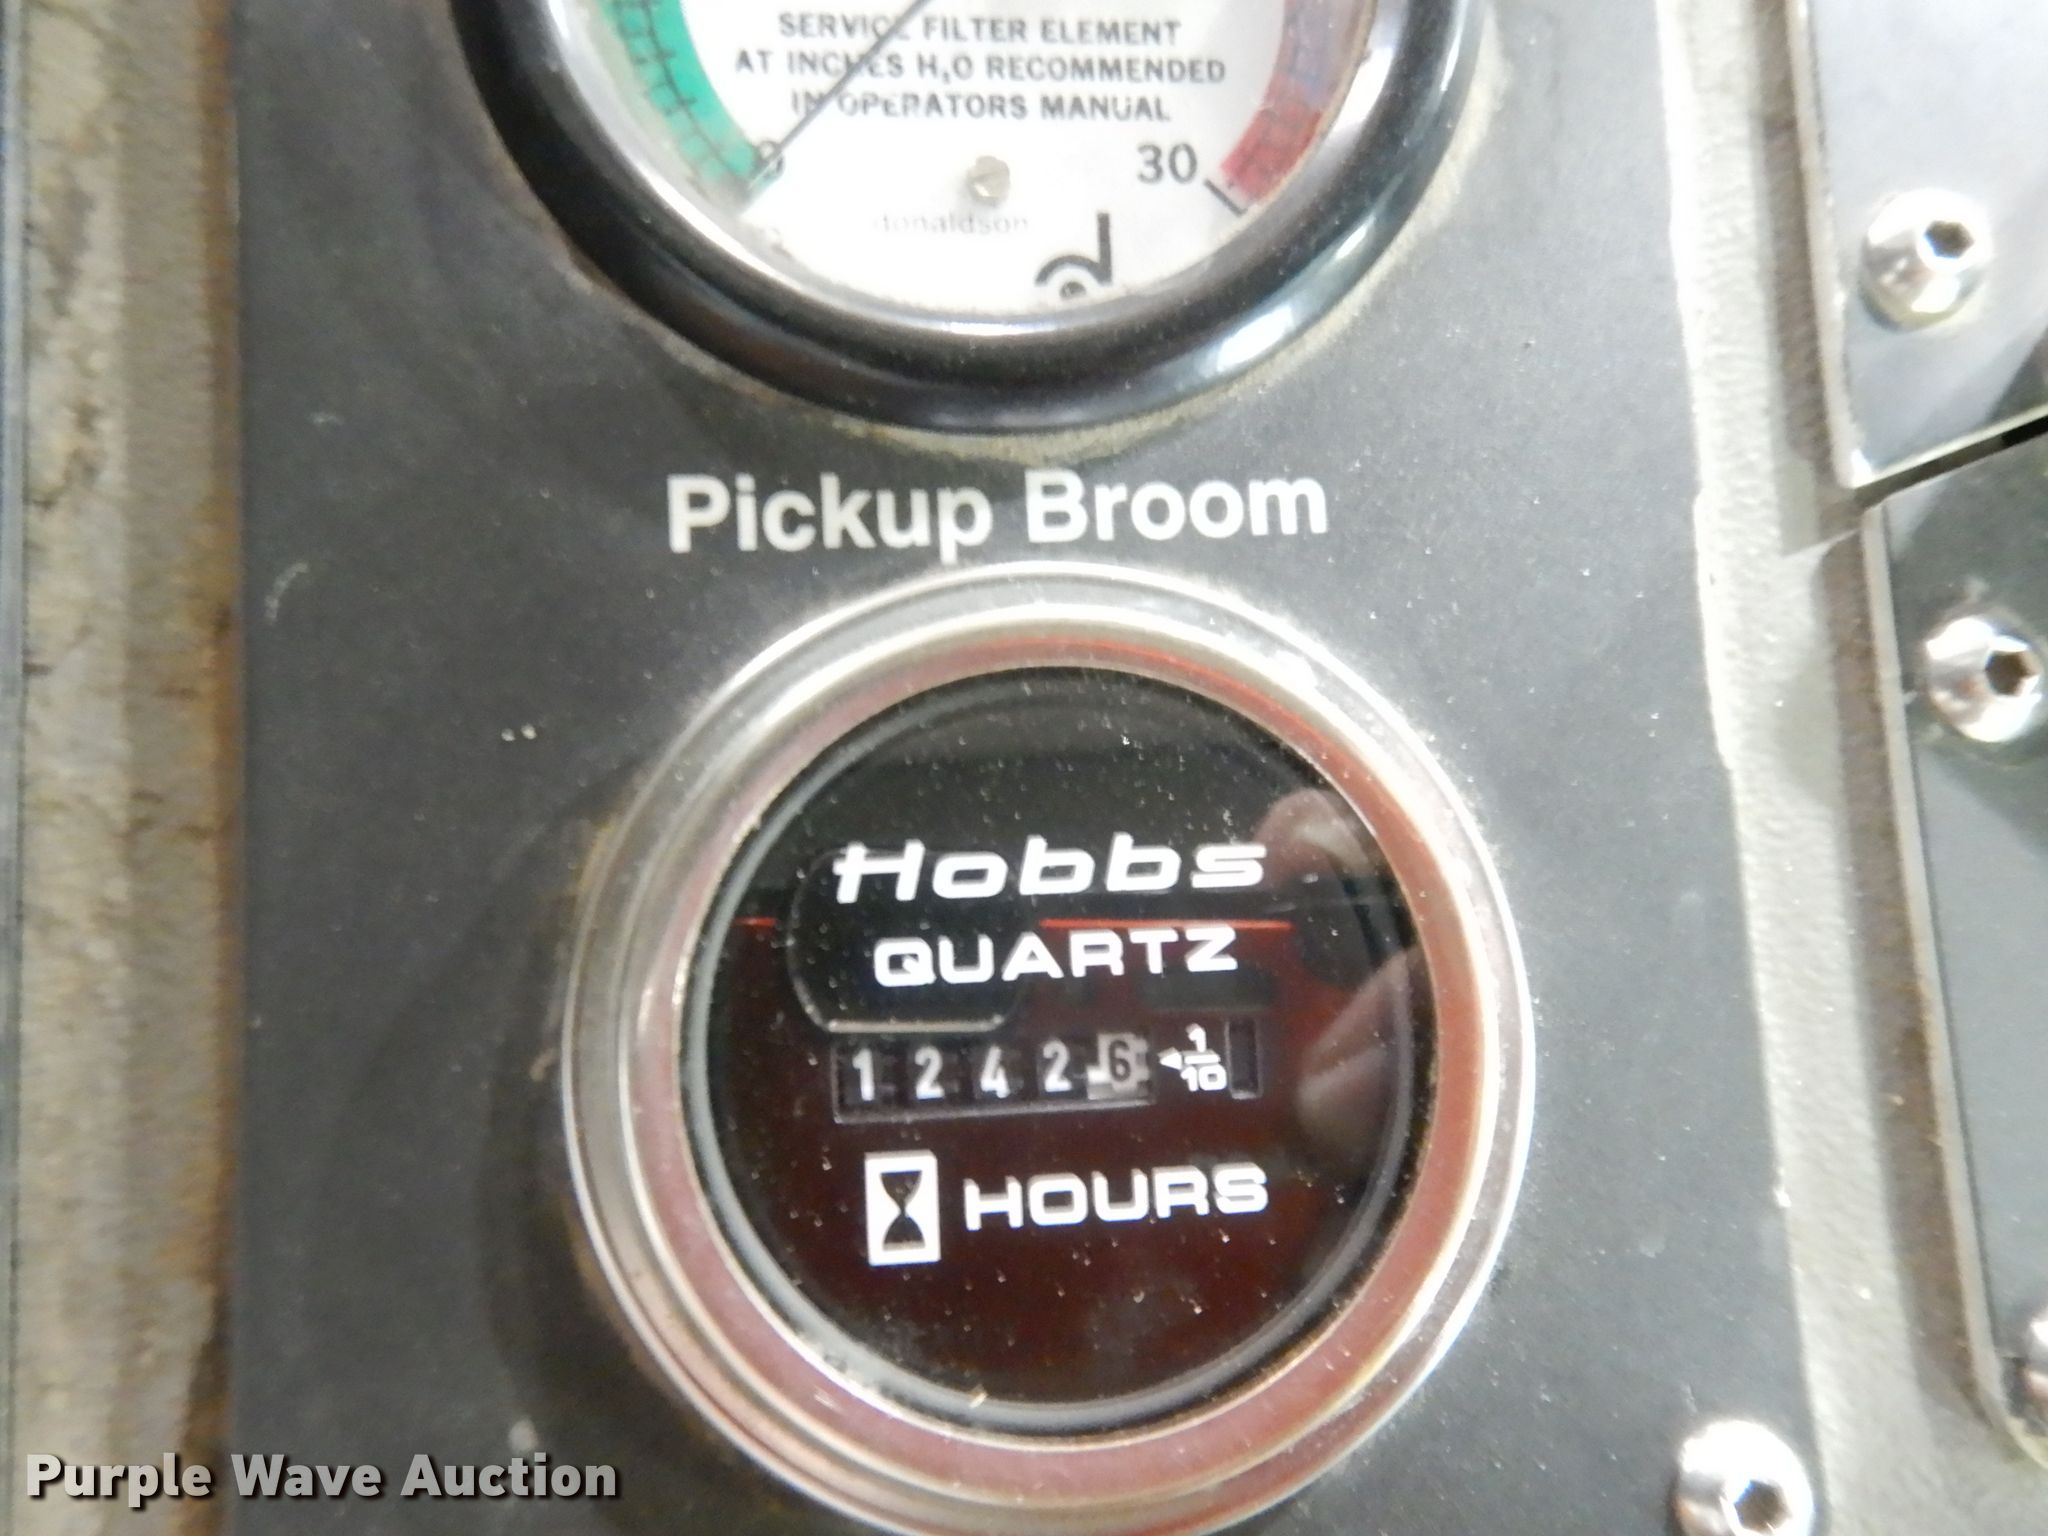 SERVICE FILTER ELEMENT
AT INCHES H₂O RECOMMENDED
IN OPERATORS MANUAL
0
30
donaldson
d
Pickup Broom
Hobbs
QUARTZ
1 2 4 2 6 1/10
HOURS
Purple Wave Auction